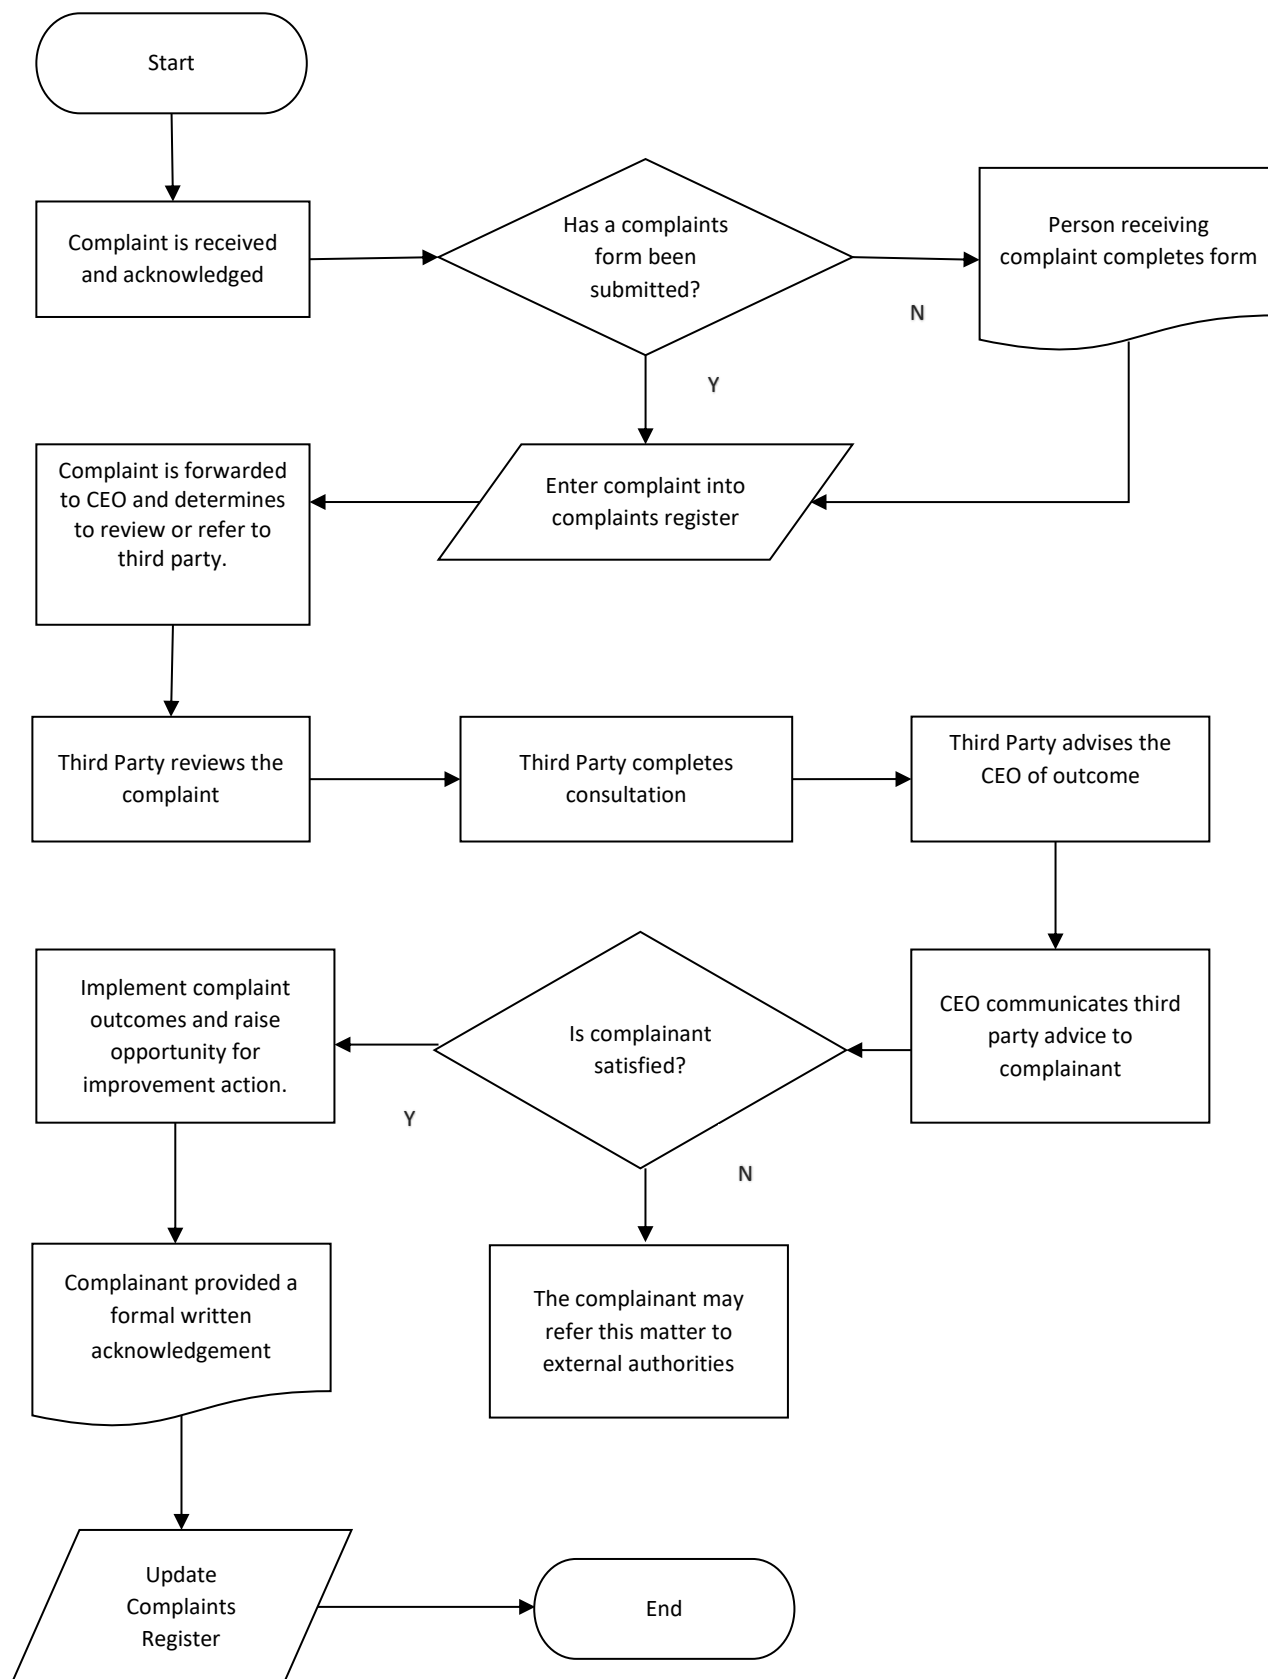 Start
Complaint is received
and acknowledged
Has a complaints
form been
submitted?
Person receiving
complaint completes form
N
Y
Complaint is forwarded
to CEO and determines
to review or refer to
third party.
Enter complaint into
complaints register
Third Party reviews the
complaint
Third Party completes
consultation
Third Party advises the
CEO of outcome
Implement complaint
outcomes and raise
opportunity for
improvement action.
Is complainant
satisfied?
CEO communicates third
party advice to
complainant
Y
N
Complainant provided a
formal written
acknowledgement
The complainant may
refer this matter to
external authorities
Update
Complaints
Register
End